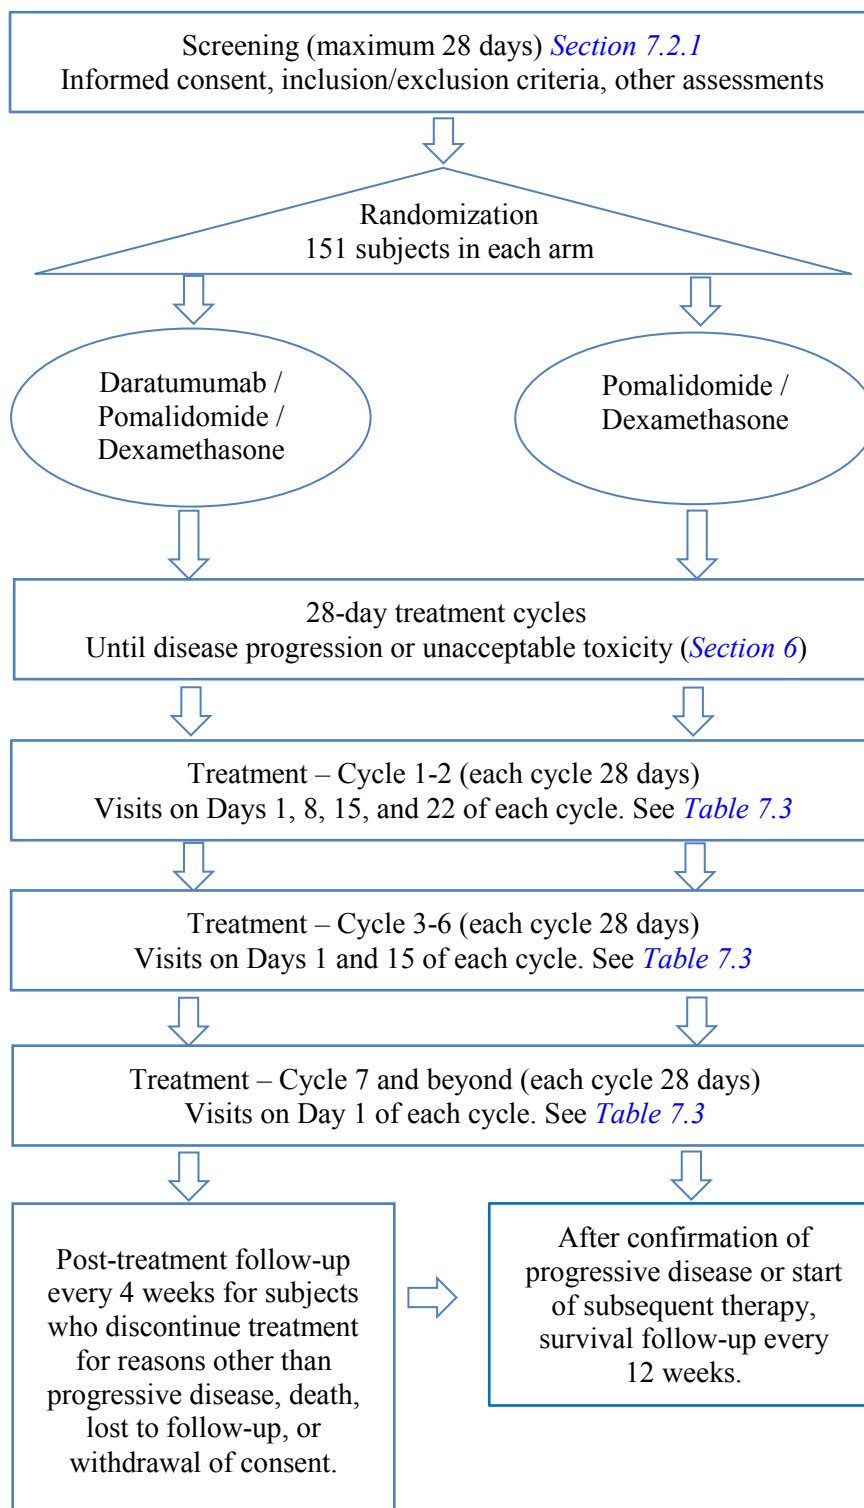 Screening (maximum 28 days) Section 7.2.1
Informed consent, inclusion/exclusion criteria, other assessments
Randomization
151 subjects in each arm
Daratumumab /
Pomalidomide /
Dexamethasone
Pomalidomide /
Dexamethasone
28-day treatment cycles
Until disease progression or unacceptable toxicity (Section 6)
Treatment – Cycle 1-2 (each cycle 28 days)
Visits on Days 1, 8, 15, and 22 of each cycle. See Table 7.3
Treatment – Cycle 3-6 (each cycle 28 days)
Visits on Days 1 and 15 of each cycle. See Table 7.3
Treatment – Cycle 7 and beyond (each cycle 28 days)
Visits on Day 1 of each cycle. See Table 7.3
Post-treatment follow-up
every 4 weeks for subjects
who discontinue treatment
for reasons other than
progressive disease, death,
lost to follow-up, or
withdrawal of consent.
After confirmation of
progressive disease or start
of subsequent therapy,
survival follow-up every
12 weeks.